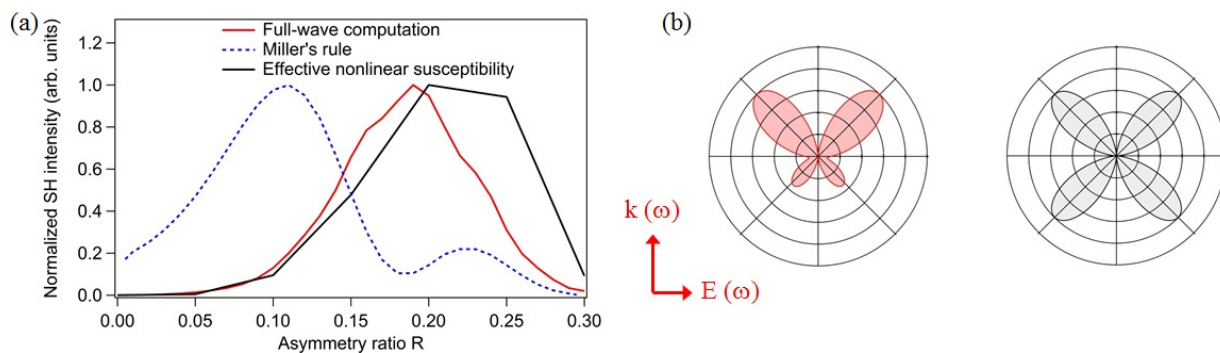 (a)
Normalized SH intensity (arb. units)
1.2
1.0
0.8
0.6
0.4
0.2
0.0
Full-wave computation
Miller's rule
Effective nonlinear susceptibility
0.00 0.05 0.10 0.15 0.20 0.25 0.30
Asymmetry ratio R
(b)
k (ω)
E (ω)